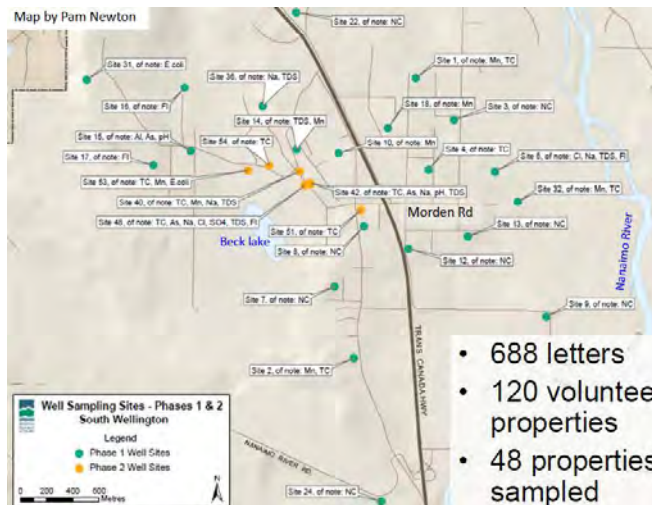 Map by Pam Newton
Site 22, of note: NC
Site 31, of note: E coli
Site 1, of note: Mn, TC
Site 36, of note: Na, TDS
Site 16, of note: Fl
Site 18, of note: Mn
Site 3, of note: NC
Site 14, of note: TDS, Mn
Site 15, of note: Al, As, pH
Site 54, of note: TC
Site 10, of note: Mn
Site 4, of note: TC
Site 17, of note: Fl
Site 5, of note: Cl, Na, TDS, Fl
Site 53, of note: TC, Mn, E.coli
Site 42, of note: TC, As, Na, pH, TDS
Site 40, of note: TC, Mn, Na, TDS
Site 32, of note: Mn, TC
Site 48, of note: TC, As, Na, Cl, ISO4, TDS, Fl
Morden Rd
Site 51, of note: TC
Site 13, of note: NC
Beck lake
Site 8, of note: NC
Site 12, of note: NC
Nanaimo River
Site 7, of note: NC
Site 9, of note: NC
TRANS CANADA HWY
Site 2, of note: Mn, TC
• 688 letters
• 120 voluntee
properties
• 48 properties
sampled
Well Sampling Sites - Phases 1 & 2
South Wellington
Legend
Phase 1 Well Sites
Phase 2 Well Sites
0 200 400 600
Metres
N
NANAIMO RIVER RD
Site 24, of note: NC